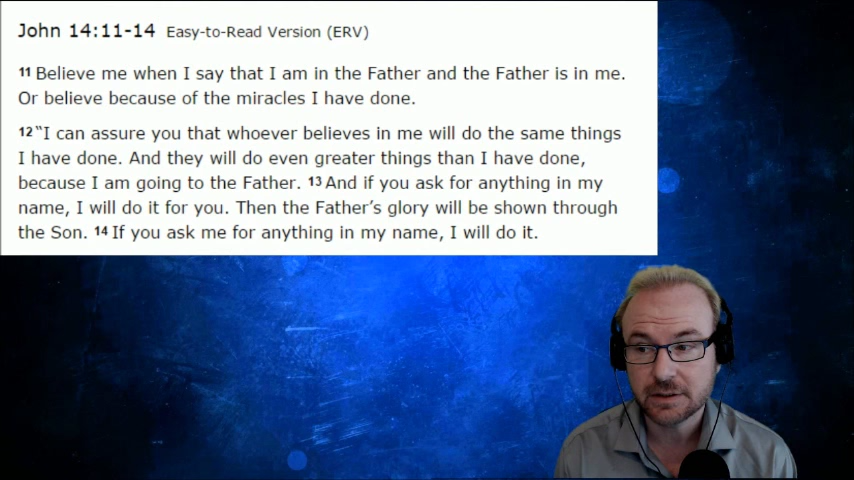 John 14:11-14 Easy-to-Read Version (ERV)
11 Believe me when I say that I am in the Father and the Father is in me.
Or believe because of the miracles I have done.
12 “I can assure you that whoever believes in me will do the same things
I have done. And they will do even greater things than I have done,
because I am going to the Father. 13 And if you ask for anything in my
name, I will do it for you. Then the Father’s glory will be shown through
the Son. 14 If you ask me for anything in my name, I will do it.